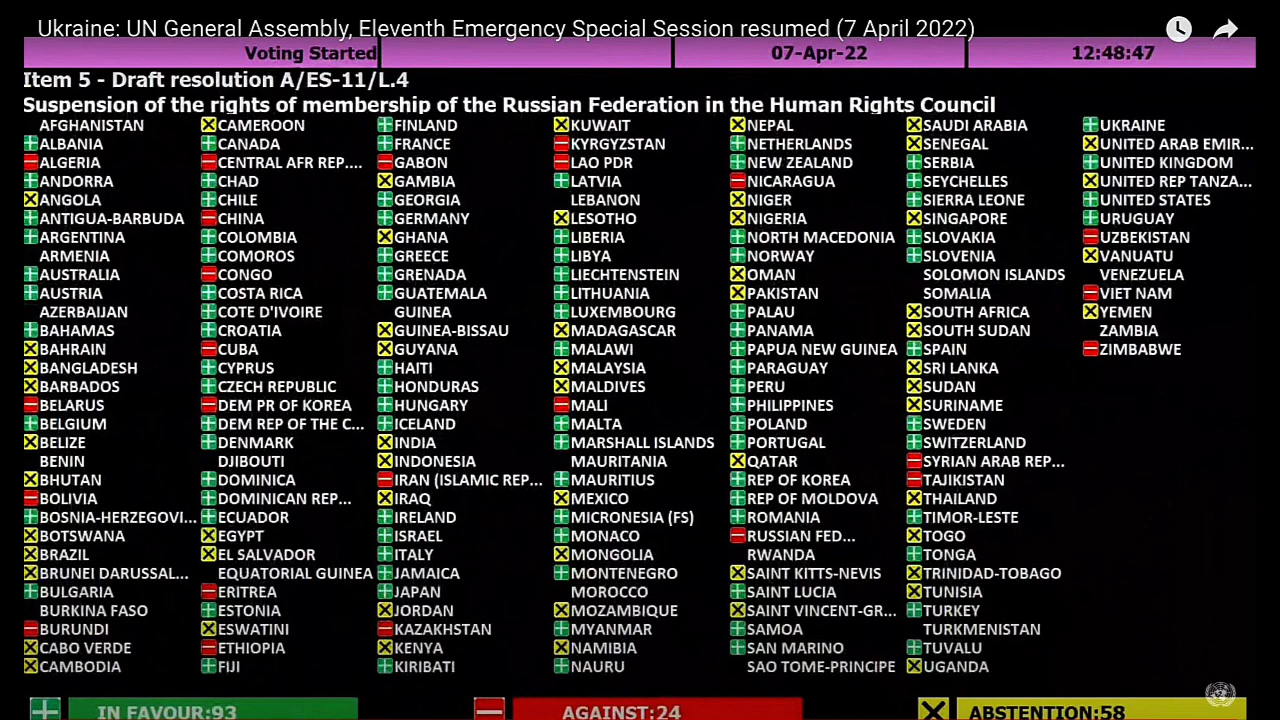 Ukraine: UN General Assembly, Eleventh Emergency Special Session resumed (7 April 2022)
Voting Started 07-Apr-22 12:48:47
Item 5 - Draft resolution A/ES-11/L.4
Suspension of the rights of membership of the Russian Federation in the Human Rights Council
AFGHANISTAN CAMEROON FINLAND KUWAIT NEPAL SAUDI ARABIA UKRAINE
ALBANIA CANADA FRANCE KYRGYZSTAN NETHERLANDS SENEGAL UNITED ARAB EMIR...
ALGERIA CENTRAL AFR REP.... GABON LAO PDR NEW ZEALAND SERBIA UNITED KINGDOM
ANDORRA CHAD GAMBIA LATVIA NICARAGUA SEYCHELLES UNITED REP TANZA...
ANGOLA CHILE GEORGIA LEBANON NIGER SIERRA LEONE UNITED STATES
ANTIGUA-BARBUDA CHINA GERMANY LESOTHO NIGERIA SINGAPORE URUGUAY
ARGENTINA COLOMBIA GHANA LIBERIA NORTH MACEDONIA SLOVAKIA UZBEKISTAN
ARMENIA COMOROS GREECE LIBYA NORWAY SLOVENIA VANUATU
AUSTRALIA CONGO GRENADA LIECHTENSTEIN OMAN SOLOMON ISLANDS VENEZUELA
AUSTRIA COSTA RICA GUATEMALA LITHUANIA PAKISTAN SOMALIA VIET NAM
AZERBAIJAN COTE D'IVOIRE GUINEA LUXEMBOURG PALAU SOUTH AFRICA YEMEN
BAHAMAS CROATIA GUINEA-BISSAU MADAGASCAR PANAMA SOUTH SUDAN ZAMBIA
BAHRAIN CUBA GUYANA MALAWI PAPUA NEW GUINEA SPAIN ZIMBABWE
BANGLADESH CYPRUS HAITI MALAYSIA PARAGUAY SRI LANKA
BARBADOS CZECH REPUBLIC HONDURAS MALDIVES PERU SUDAN
BELARUS DEM PR OF KOREA HUNGARY MALI PHILIPPINES SURINAME
BELGIUM DEM REP OF THE C... ICELAND MALTA POLAND SWEDEN
BELIZE DENMARK INDIA MARSHALL ISLANDS PORTUGAL SWITZERLAND
BENIN DJIBOUTI INDONESIA MAURITANIA QATAR SYRIAN ARAB REP...
BHUTAN DOMINICA IRAN (ISLAMIC REP... MAURITIUS REP OF KOREA TAJIKISTAN
BOLIVIA DOMINICAN REP... IRAQ MEXICO REP OF MOLDOVA THAILAND
BOSNIA-HERZEGOVI... ECUADOR IRELAND MICRONESIA (FS) ROMANIA TIMOR-LESTE
BOTSWANA EGYPT ISRAEL MONACO RUSSIAN FED... TOGO
BRAZIL EL SALVADOR ITALY MONGOLIA RWANDA TONGA
BRUNEI DARUSSAL... EQUATORIAL GUINEA JAMAICA MONTENEGRO SAINT KITTS-NEVIS TRINIDAD-TOBAGO
BULGARIA ERITREA JAPAN MOROCCO SAINT LUCIA TUNISIA
BURKINA FASO ESTONIA JORDAN MOZAMBIQUE SAINT VINCENT-GR... TURKEY
BURUNDI ESWATINI KAZAKHSTAN MYANMAR SAMOA TURKMENISTAN
CABO VERDE ETHIOPIA KENYA NAMIBIA SAN MARINO TUVALU
CAMBODIA FIJI KIRIBATI NAURU SAO TOME-PRINCIPE UGANDA
IN FAVOUR:93 AGAINST:24 ABSTENTION:58